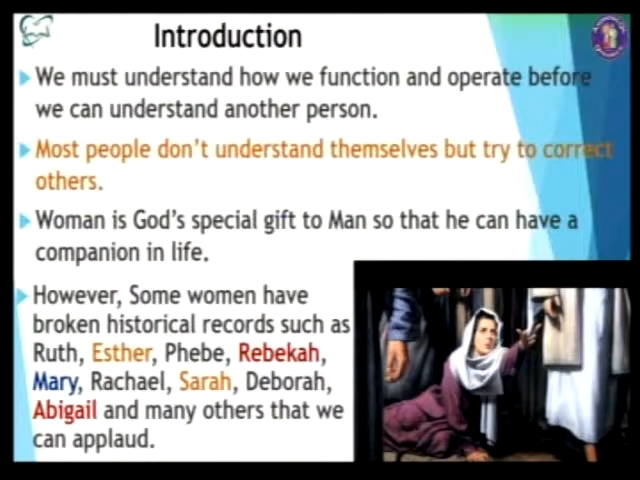 Introduction
We must understand how we function and operate before
we can understand another person.
Most people don't understand themselves but try to correct
others.
Woman is God's special gift to Man so that he can have a
companion in life.
However, Some women have
broken historical records such as
Ruth, Esther, Phebe, Rebekah,
Mary, Rachael, Sarah, Deborah,
Abigail and many others that we
can applaud.